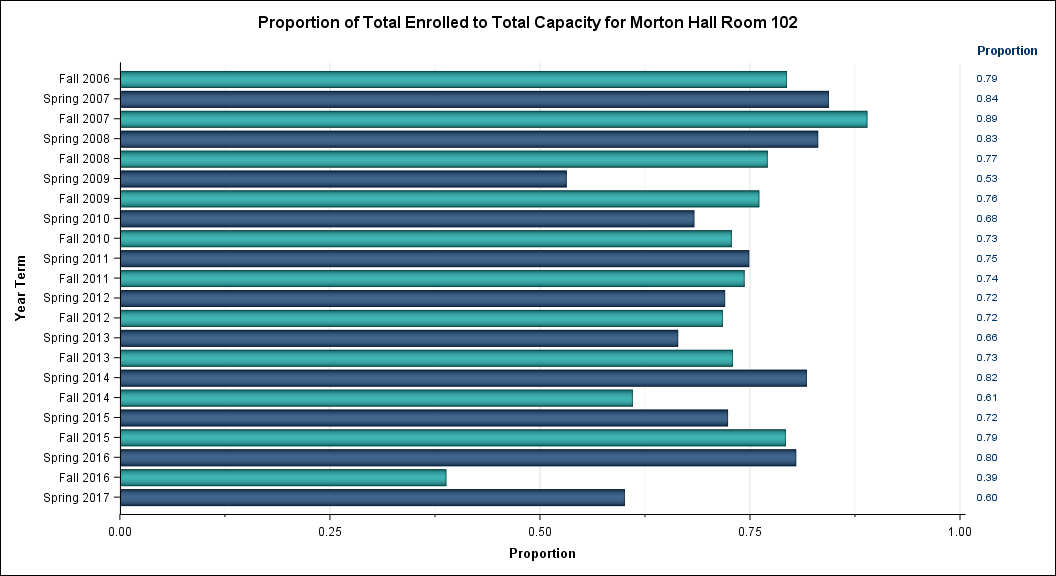 Proportion of Total Enrolled to Total Capacity for Morton Hall Room 102
Proportion
Fall 2006 0.79
Spring 2007 0.84
Fall 2007 0.89
Spring 2008 0.83
Fall 2008 0.77
Spring 2009 0.53
Fall 2009 0.76
Spring 2010 0.68
Fall 2010 0.73
Spring 2011 0.75
Fall 2011 0.74
Spring 2012 0.72
Fall 2012 0.72
Spring 2013 0.66
Fall 2013 0.73
Spring 2014 0.82
Fall 2014 0.61
Spring 2015 0.72
Fall 2015 0.79
Spring 2016 0.80
Fall 2016 0.39
Spring 2017 0.60
Year Term
0.00 0.25 0.50 0.75 1.00
Proportion